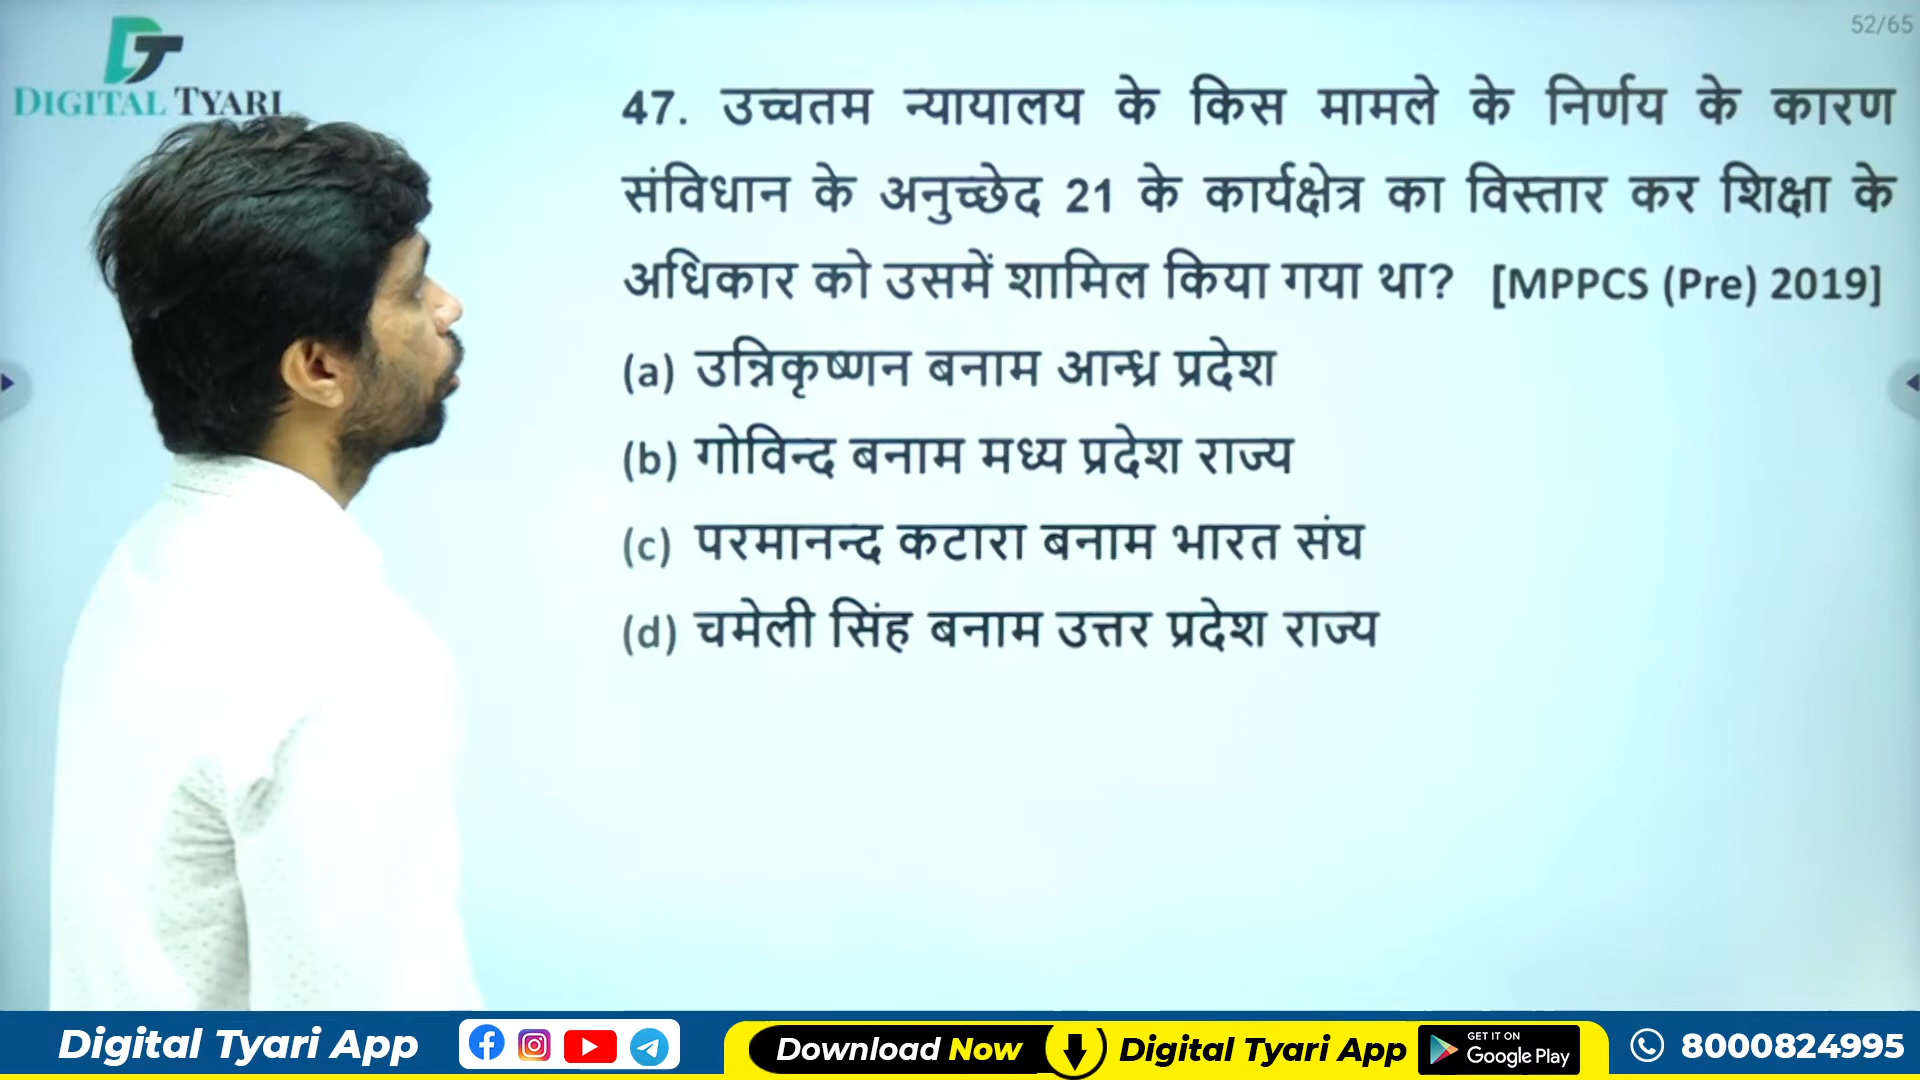 52/65
DT
DIGITAL TYARI
47. उच्चतम न्यायालय के किस मामले के निर्णय के कारण
संविधान के अनुच्छेद 21 के कार्यक्षेत्र का विस्तार कर शिक्षा के
अधिकार को उसमें शामिल किया गया था? [MPPCS (Pre) 2019]
(a) उन्निकृष्णन बनाम आन्ध्र प्रदेश
(b) गोविन्द बनाम मध्य प्रदेश राज्य
(c) परमानन्द कटारा बनाम भारत संघ
(d) चमेली सिंह बनाम उत्तर प्रदेश राज्य
Digital Tyari App
Download Now
Digital Tyari App
GET IT ON
Google Play
8000824995